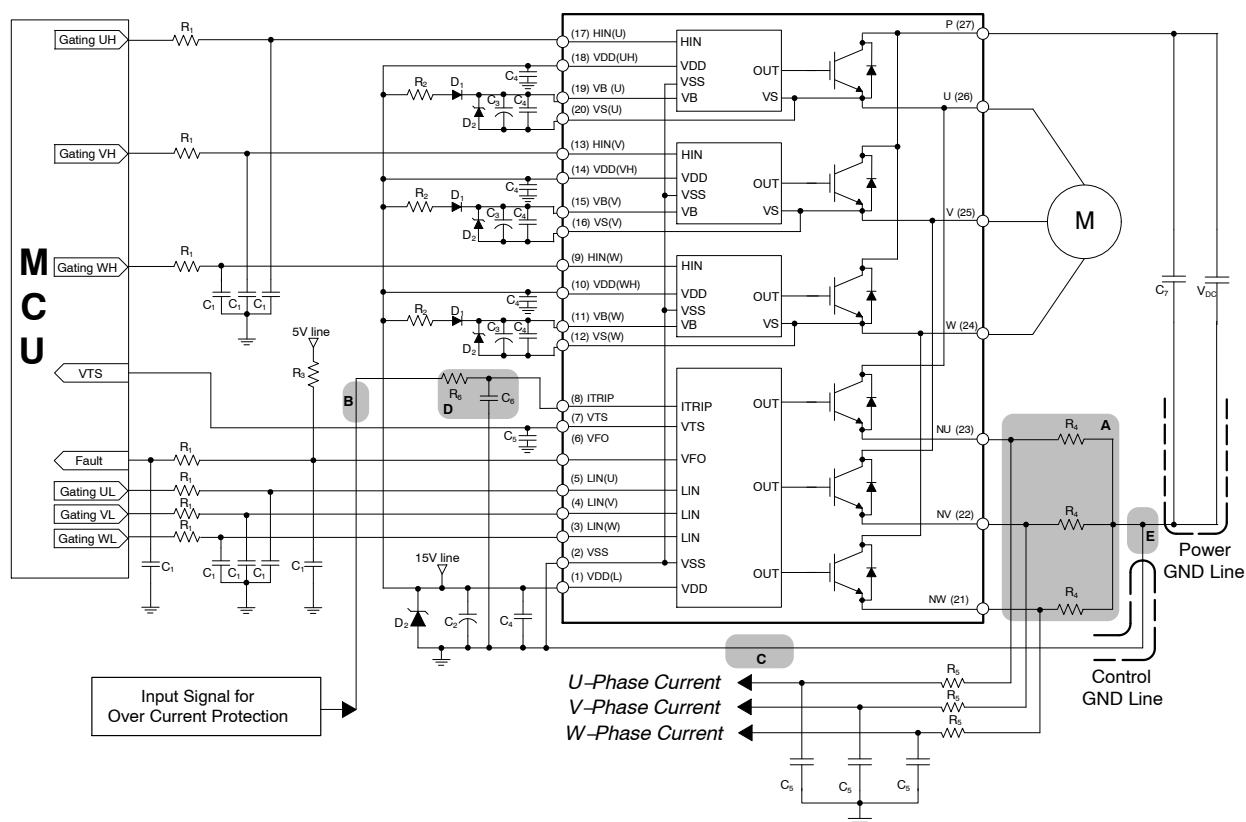 MCU
Gating UH
Gating VH
Gating WH
VTS
Fault
Gating UL
Gating VL
Gating WL
R1
R1
R1
R1
R1
R1
R1
C1
C1
C1
C1
C1
C1
C1
C1
5V line
R3
15V line
D2
C2
C4
R2
D1
D2
C3
C4
C4
R2
D1
D2
C3
C4
C4
R2
D1
D2
C3
C4
C4
B
D
R6
C6
C5
(17) HIN(U)
(18) VDD(UH)
(19) VB (U)
(20) VS(U)
(13) HIN(V)
(14) VDD(VH)
(15) VB(V)
(16) VS(V)
(9) HIN(W)
(10) VDD(WH)
(11) VB(W)
(12) VS(W)
(8) ITRIP
(7) VTS
(6) VFO
(5) LIN(U)
(4) LIN(V)
(3) LIN(W)
(2) VSS
(1) VDD(L)
HIN
VDD
VSS
VB
OUT
VS
HIN
VDD
VSS
VB
OUT
VS
HIN
VDD
VSS
VB
OUT
VS
ITRIP
VTS
VFO
LIN
LIN
LIN
VSS
VDD
OUT
OUT
OUT
P (27)
U (26)
V (25)
W (24)
NU (23)
NV (22)
NW (21)
M
C7
VDC
R4
A
R4
R4
E
Power
GND Line
Control
GND Line
C
Input Signal for
Over Current Protection
U–Phase Current
V–Phase Current
W–Phase Current
R5
R5
R5
C5
C5
C5